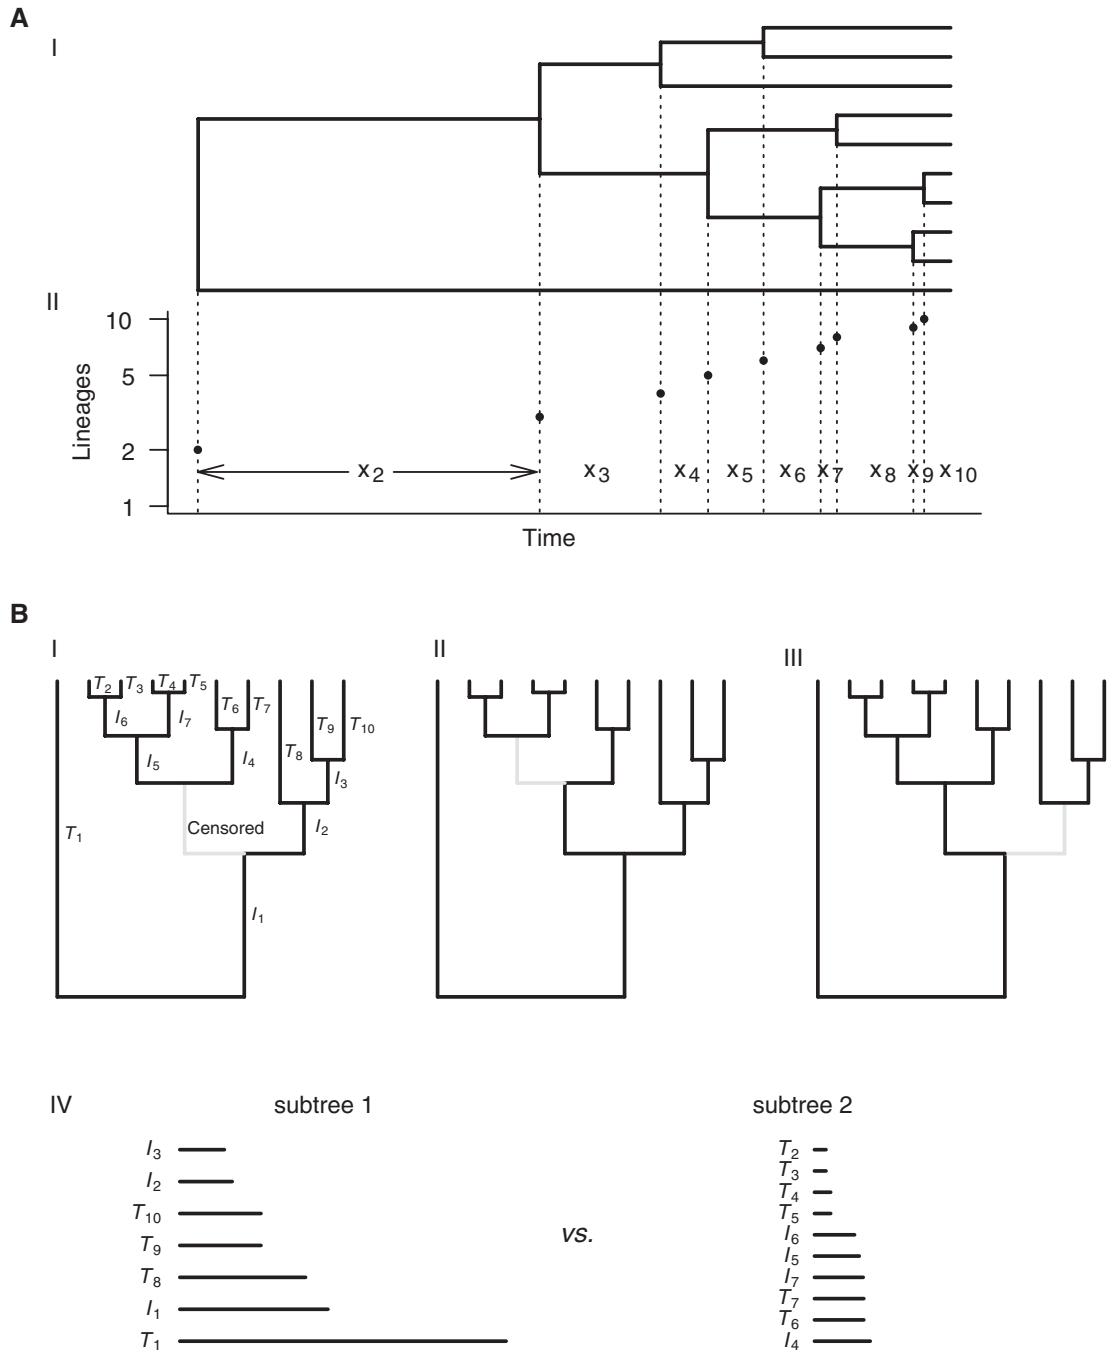 A
I
II
10
5
2
1
Lineages
x2 x3 x4 x5 x6 x7 x8 x9 x10
Time
B
I
II
III
T2 T3 T4 T5
I6 I7 T6 T7
T8 T9 T10
I5 I4 I3
T1 Censored I2
I1
IV
subtree 1
subtree 2
I3
I2
T10
T9
T8
I1
T1
vs.
T2
T3
T4
T5
I6
I5
I7
T7
T6
I4